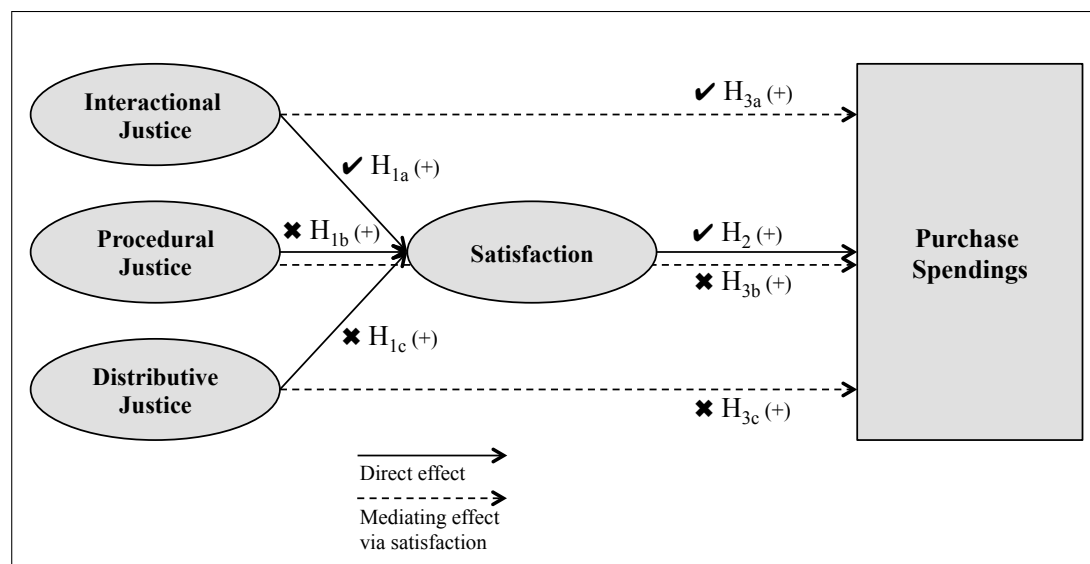 Interactional
Justice
✔ H3a (+)
✔ H1a (+)
Procedural
Justice
✖ H1b (+)
Satisfaction
✔ H2 (+)
✖ H3b (+)
Purchase
Spendings
✖ H1c (+)
Distributive
Justice
✖ H3c (+)
Direct effect
Mediating effect
via satisfaction